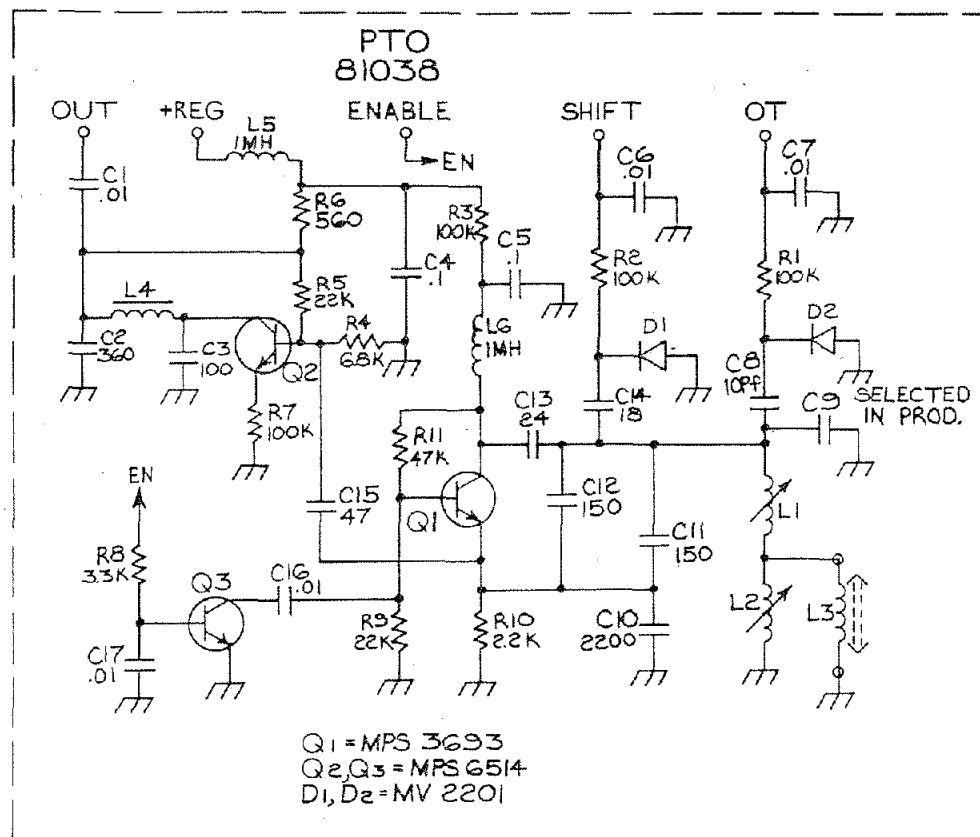 PTO
81038
OUT
+REG
ENABLE
SHIFT
OT
L5
1MH
EN
C1
.01
R6
560
R3
100K
C6
.01
C7
.01
C5
.1
R2
100K
R1
100K
L4
R5
22K
C4
.1
R4
6.8K
L6
1MH
D1
D2
C2
360
C3
100
Q2
C8
10Pf
C14
18
C9
SELECTED
IN PROD.
R7
100K
R11
47K
C13
24
EN
C15
47
Q1
C12
150
C11
150
L1
R8
3.3K
Q3
C16
.01
R9
22K
R10
2.2K
C10
2200
L2
L3
C17
.01
Q1 = MPS 3693
Q2, Q3 = MPS 6514
D1, D2 = MV 2201